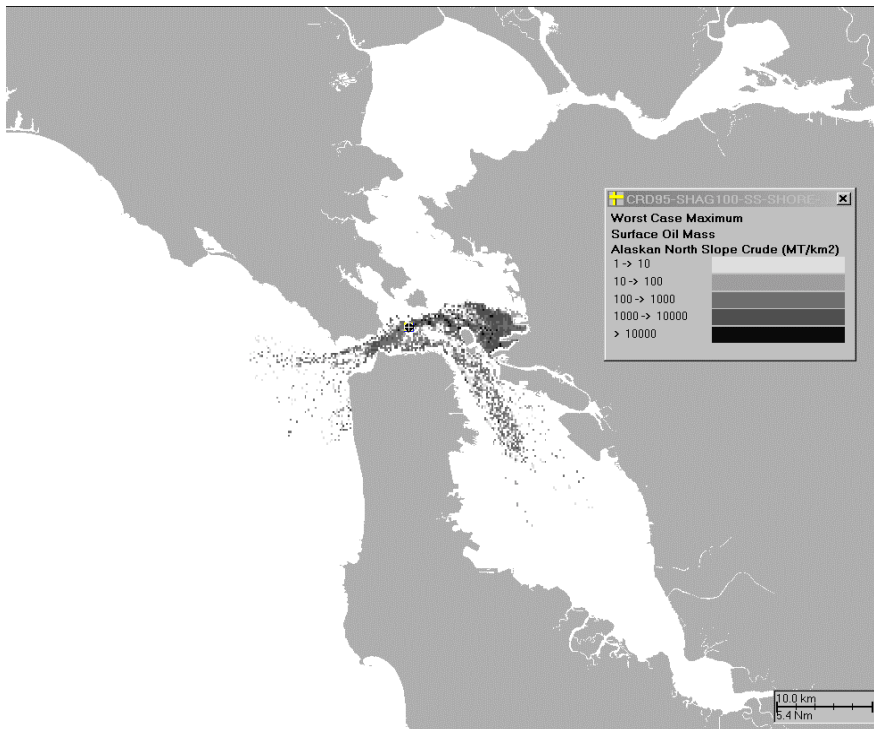 CRD95-SHAG100-SS-SHORE-
Worst Case Maximum
Surface Oil Mass
Alaskan North Slope Crude (MT/km2)
1 -> 10
10 -> 100
100 -> 1000
1000 -> 10000
> 10000
10.0 km
5.4 Nm